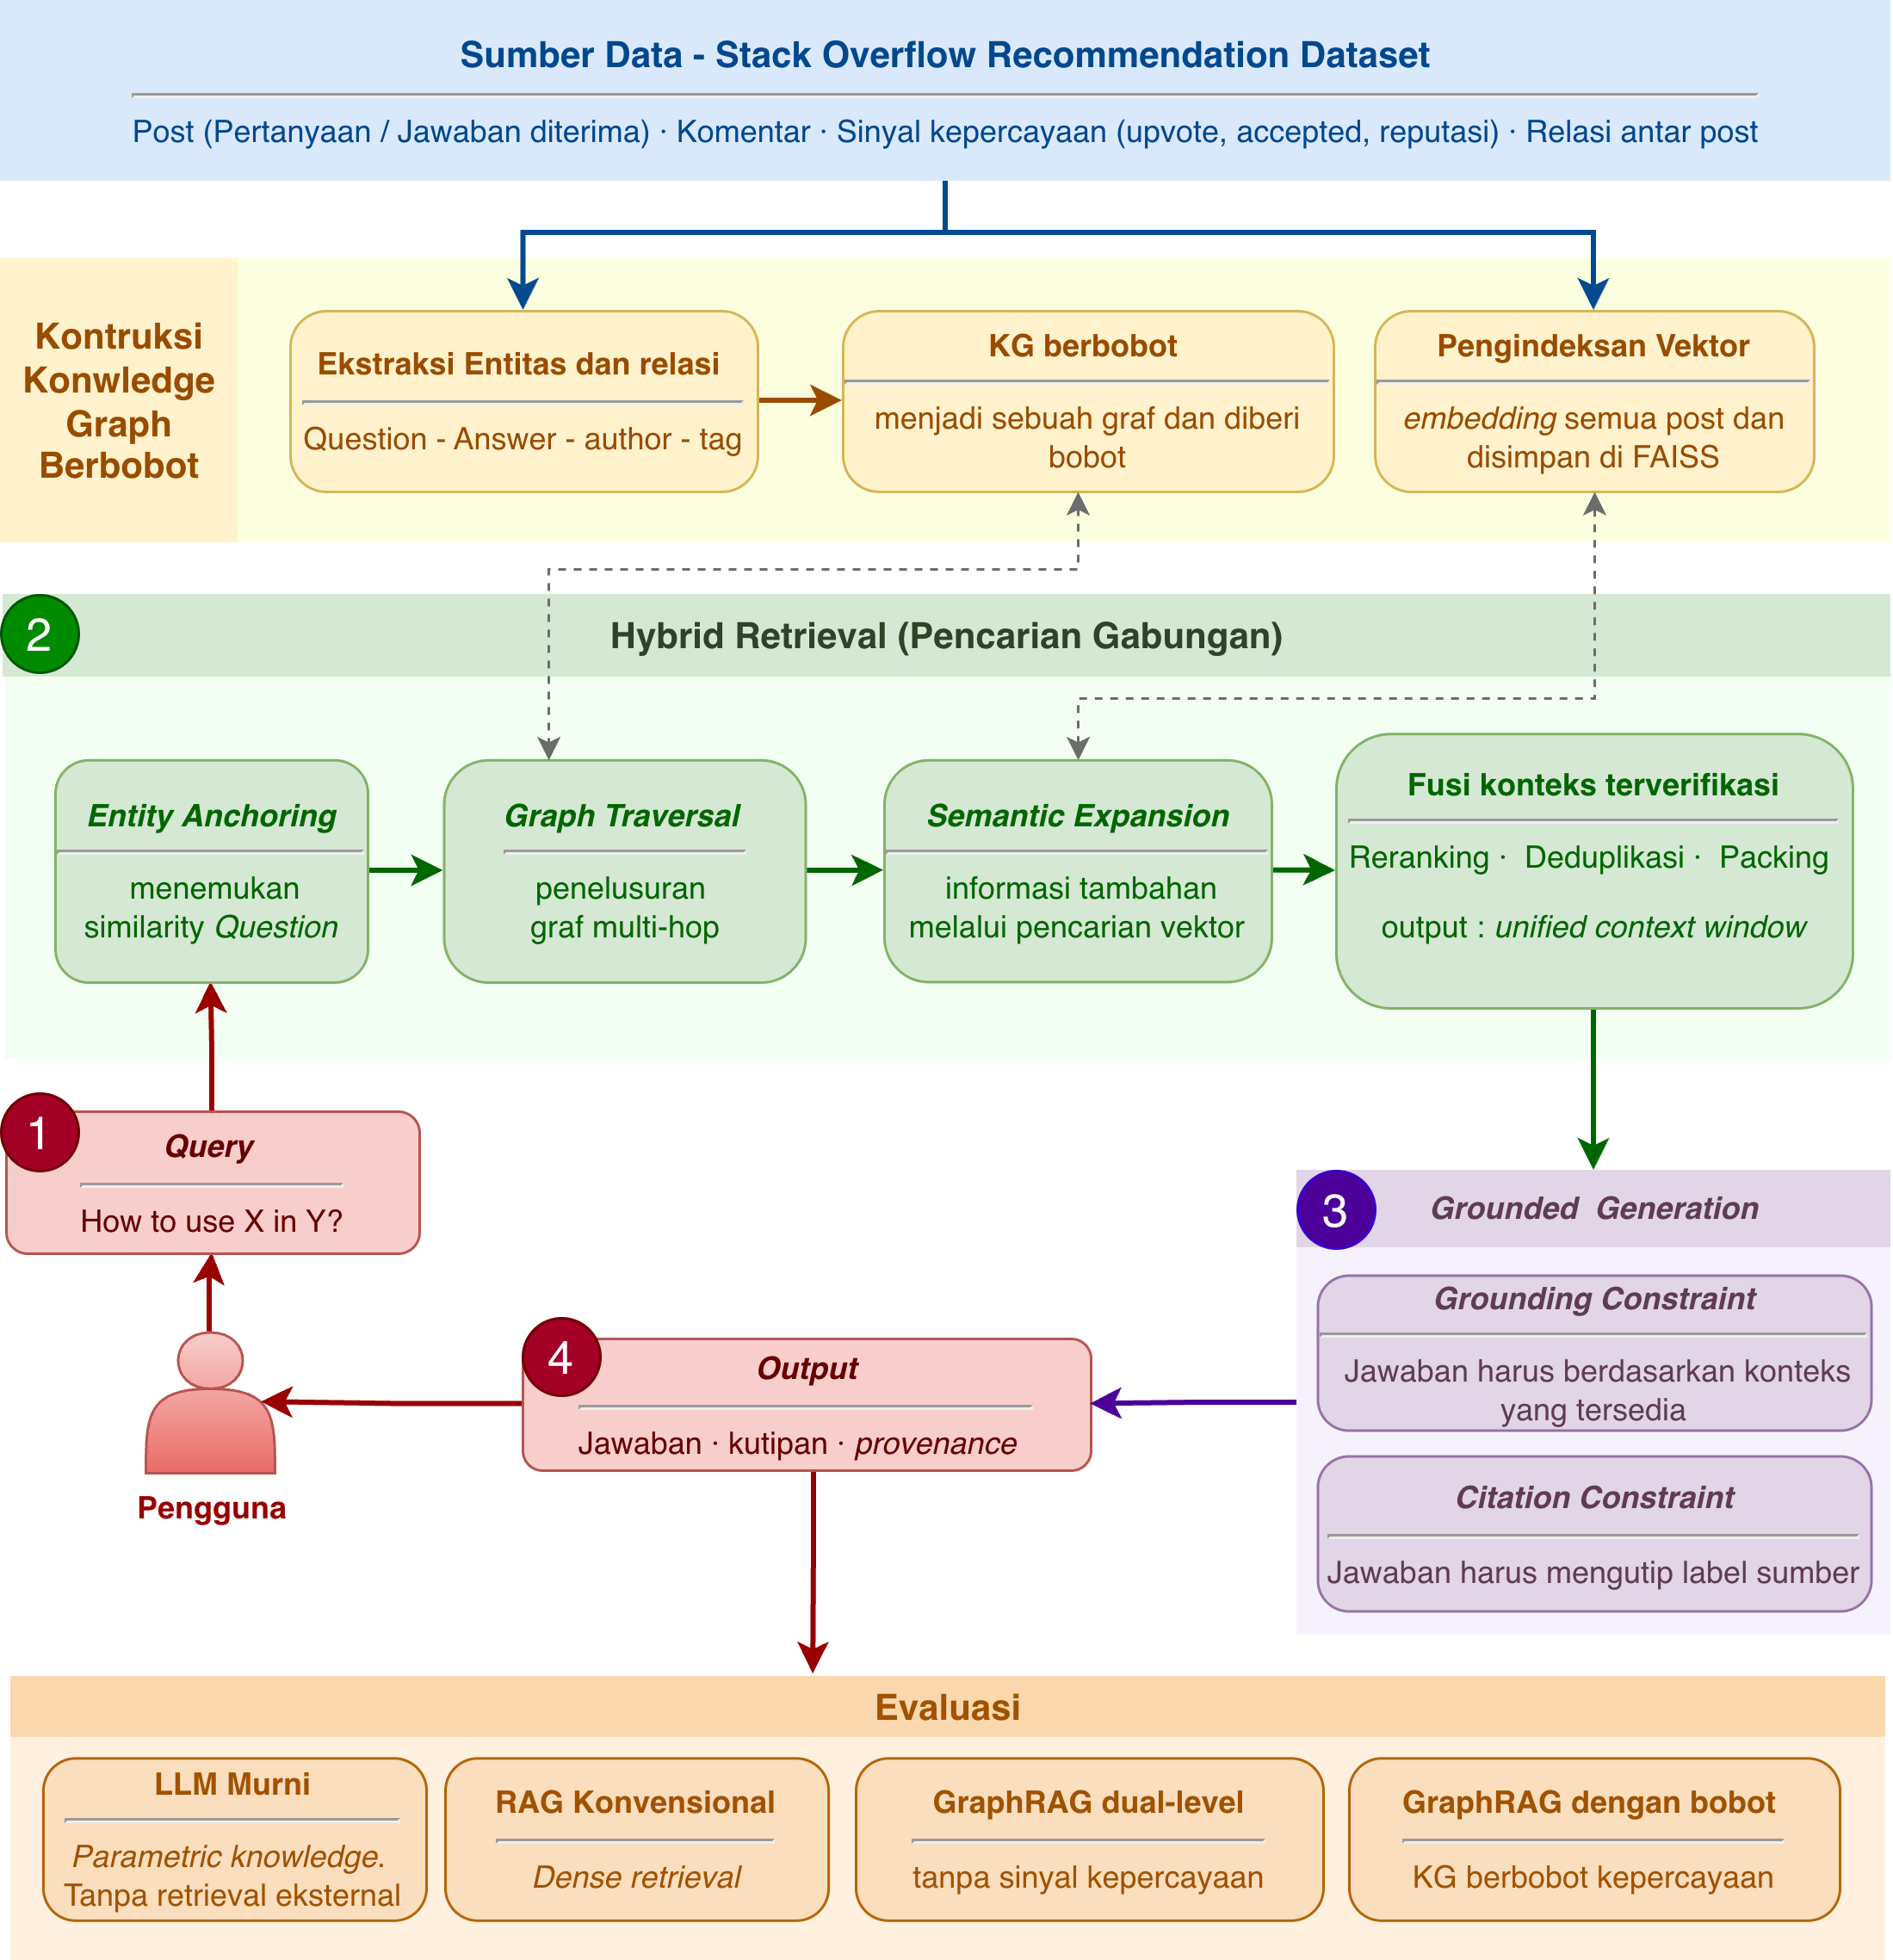 Sumber Data - Stack Overflow Recommendation Dataset
Post (Pertanyaan / Jawaban diterima) · Komentar · Sinyal kepercayaan (upvote, accepted, reputasi) · Relasi antar post
Kontruksi
Konwledge
Graph
Berbobot
Ekstraksi Entitas dan relasi
Question - Answer - author - tag
KG berbobot
menjadi sebuah graf dan diberi
bobot
Pengindeksan Vektor
embedding semua post dan
disimpan di FAISS
2
Hybrid Retrieval (Pencarian Gabungan)
Entity Anchoring
menemukan
similarity Question
Graph Traversal
penelusuran
graf multi-hop
Semantic Expansion
informasi tambahan
melalui pencarian vektor
Fusi konteks terverifikasi
Reranking · Deduplikasi · Packing
output : unified context window
1
Query
How to use X in Y?
Pengguna
3
Grounded Generation
Grounding Constraint
Jawaban harus berdasarkan konteks
yang tersedia
Citation Constraint
Jawaban harus mengutip label sumber
4
Output
Jawaban · kutipan · provenance
Evaluasi
LLM Murni
Parametric knowledge.
Tanpa retrieval eksternal
RAG Konvensional
Dense retrieval
GraphRAG dual-level
tanpa sinyal kepercayaan
GraphRAG dengan bobot
KG berbobot kepercayaan